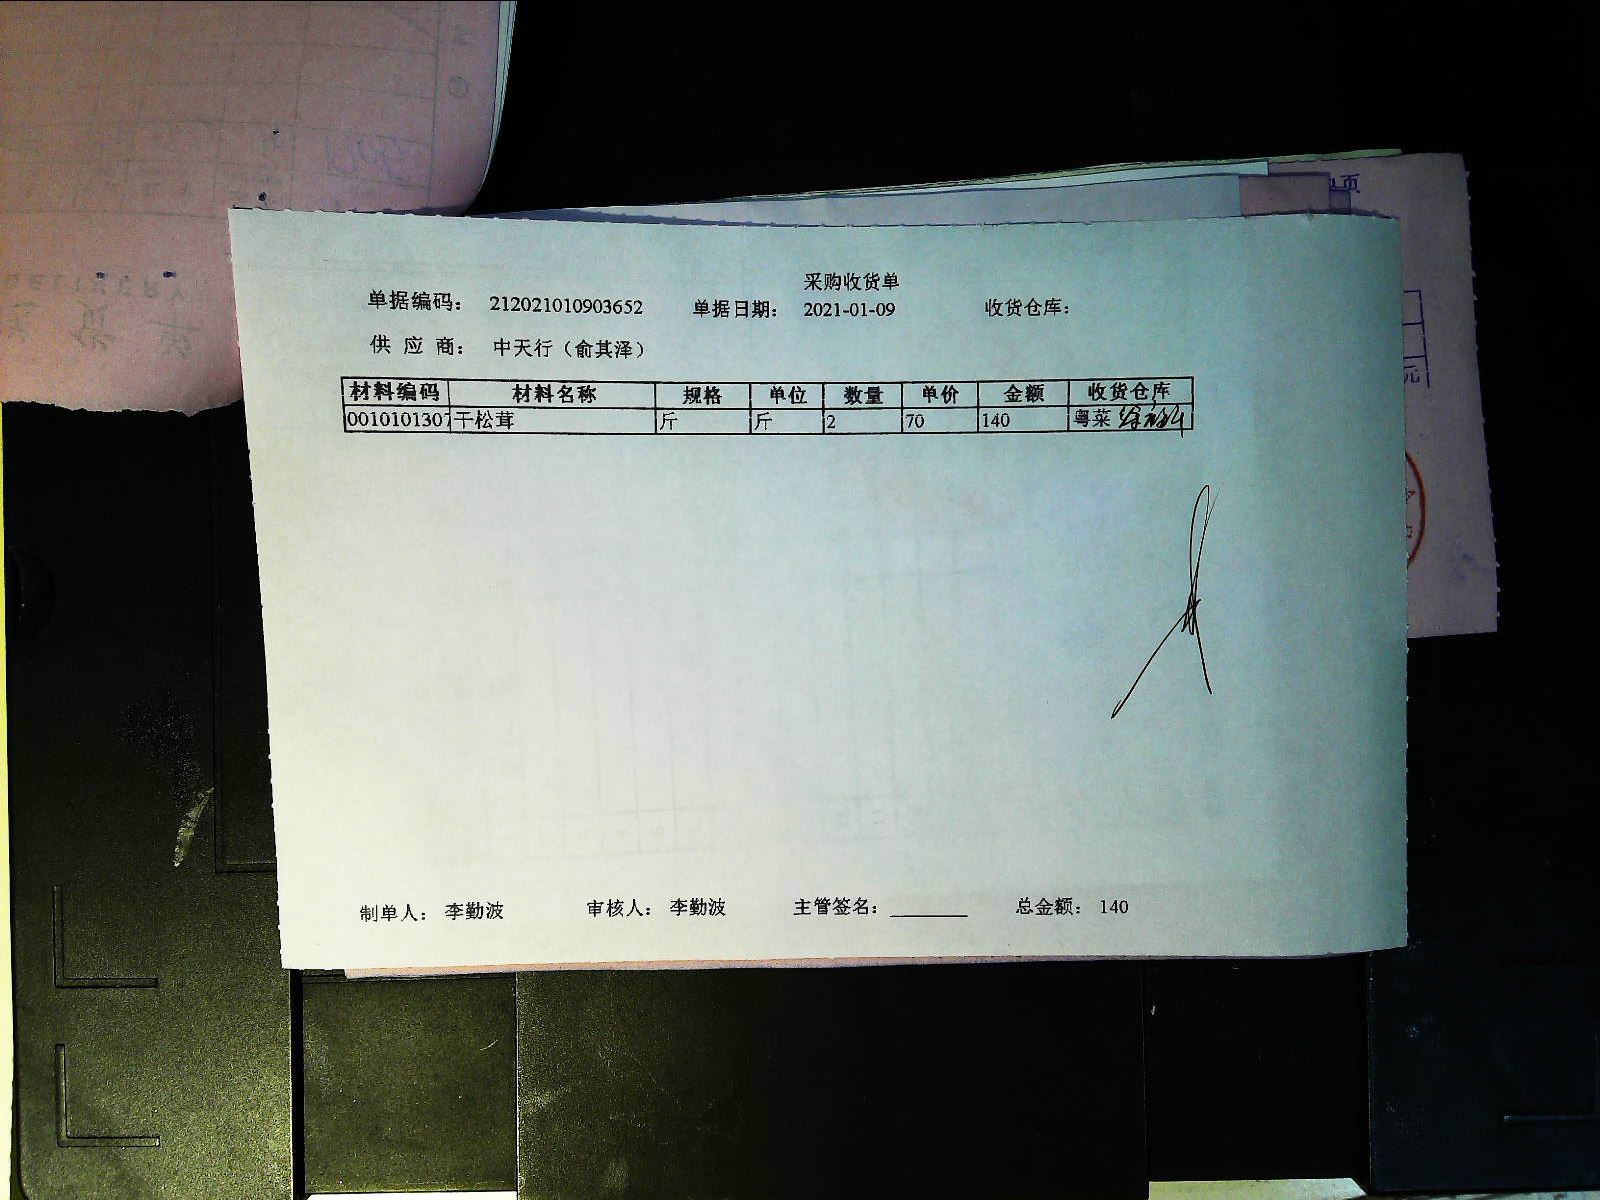 采购收货单
单据编码： 212021010903652 单据日期： 2021-01-09 收货仓库：
供 应 商： 中天行（俞其泽）
材料编码 材料名称 规格 单位 数量 单价 金额 收货仓库
0010101307 干松茸 斤 斤 2 70 140 粤菜
制单人： 李勤波 审核人： 李勤波 主管签名： 总金额： 140
页
元